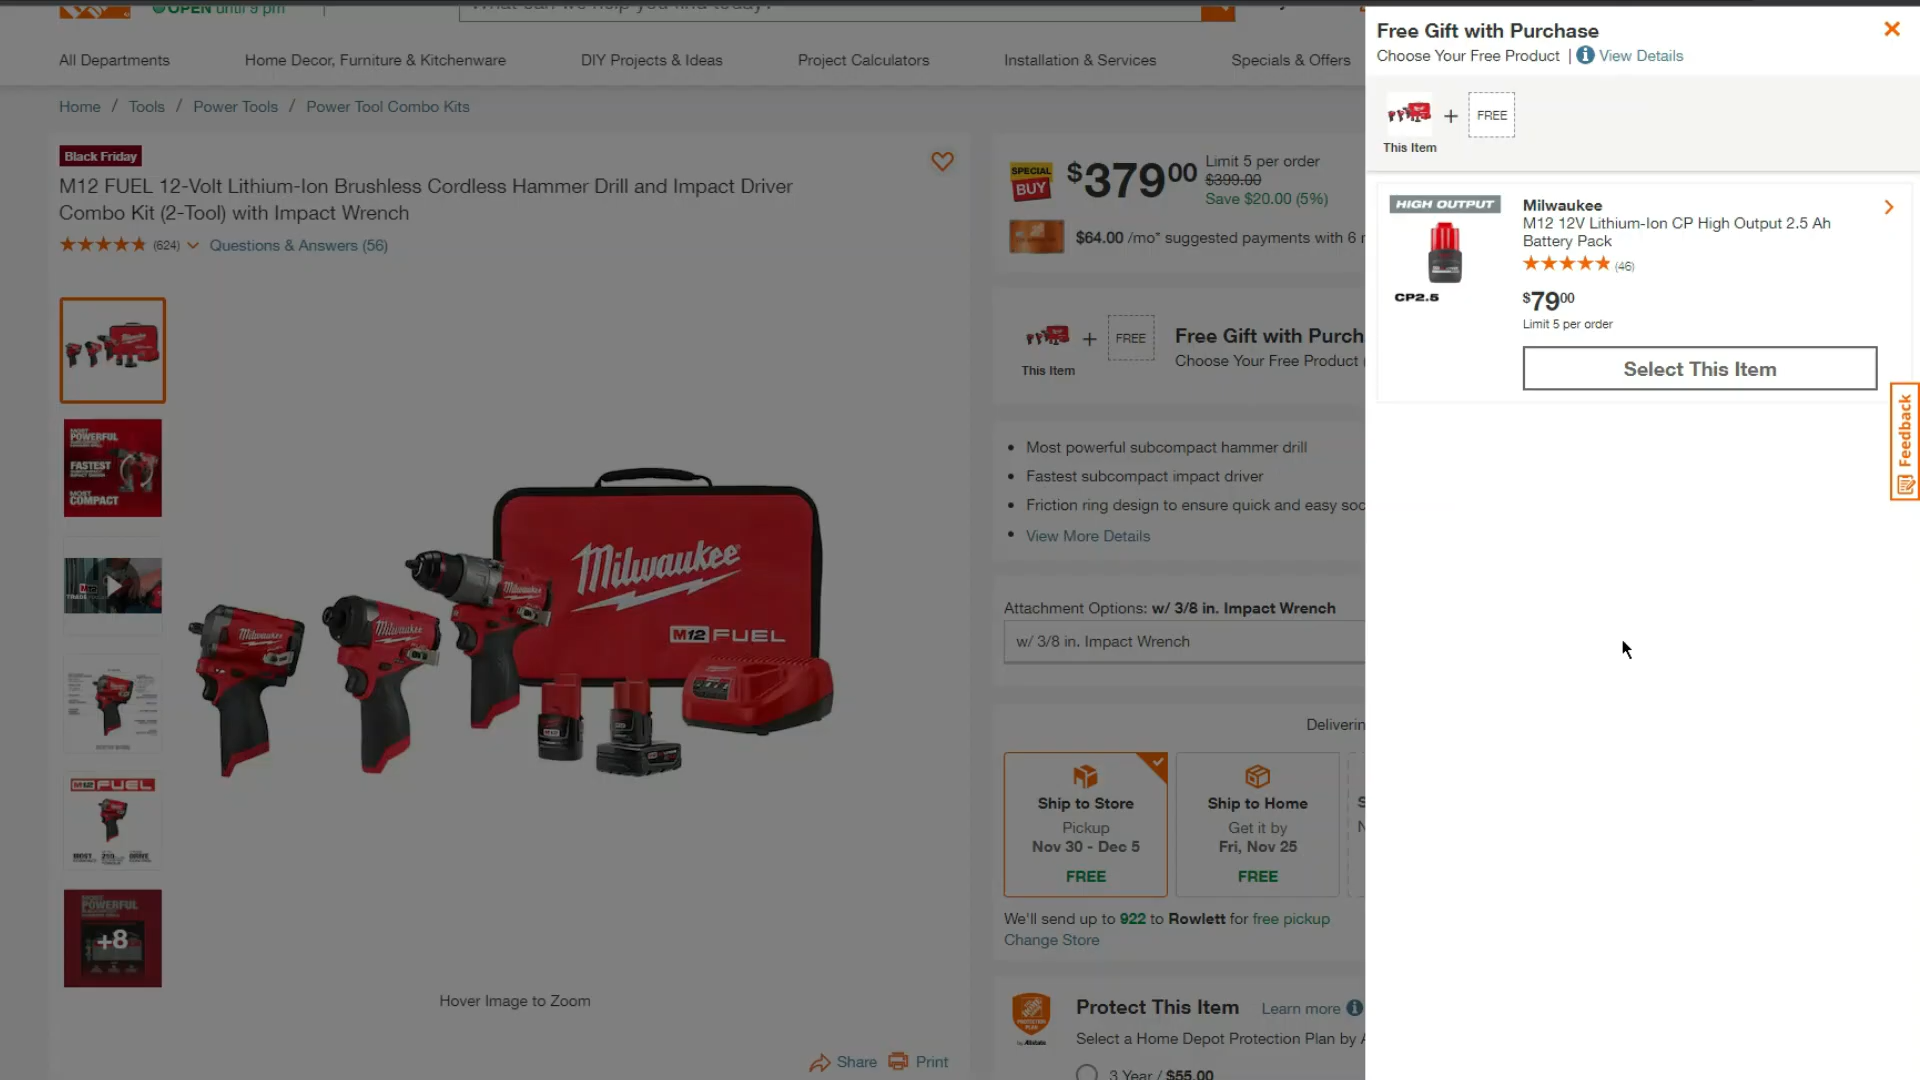 OPEN until 9 pm
What can we help you find today?
All Departments
Home Decor, Furniture & Kitchenware
DIY Projects & Ideas
Project Calculators
Installation & Services
Specials & Offers
Home / Tools / Power Tools / Power Tool Combo Kits
Black Friday
M12 FUEL 12-Volt Lithium-Ion Brushless Cordless Hammer Drill and Impact Driver
Combo Kit (2-Tool) with Impact Wrench
(624)
Questions & Answers (56)
MOST
POWERFUL
FASTEST
MOST
COMPACT
M12 FUEL
POWERFUL
+8
Milwaukee
M12 FUEL
Milwaukee
Milwaukee
Milwaukee
Hover Image to Zoom
Share
Print
SPECIAL
BUY
$37900
Limit 5 per order
$399.00
Save $20.00 (5%)
$64.00 /mo* suggested payments with 6
+
FREE
This Item
Free Gift with Purch
Choose Your Free Product
Most powerful subcompact hammer drill
Fastest subcompact impact driver
Friction ring design to ensure quick and easy soc
View More Details
Attachment Options: w/ 3/8 in. Impact Wrench
w/ 3/8 in. Impact Wrench
Deliverin
Ship to Store
Pickup
Nov 30 - Dec 5
FREE
Ship to Home
Get it by
Fri, Nov 25
FREE
We'll send up to 922 to Rowlett for free pickup
Change Store
Protect This Item
Learn more
Select a Home Depot Protection Plan by
by Allstate
3 Year / $55.00
Free Gift with Purchase
Choose Your Free Product | View Details
+
FREE
This Item
HIGH OUTPUT
CP2.5
Milwaukee
M12 12V Lithium-Ion CP High Output 2.5 Ah
Battery Pack
(46)
$7900
Limit 5 per order
Select This Item
Feedback